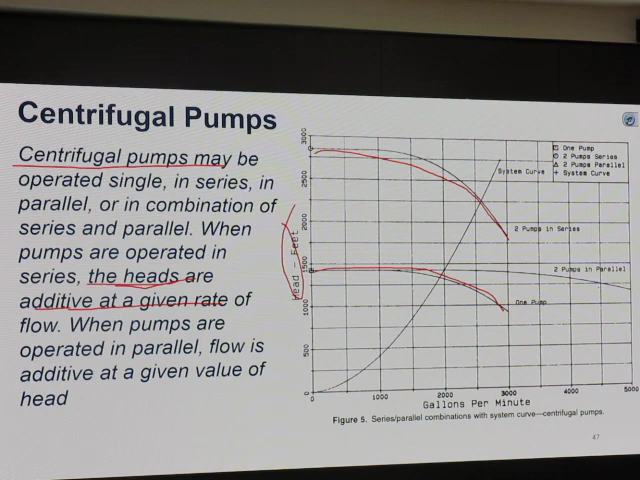 Centrifugal Pumps
Centrifugal pumps may be
operated single, in series, in
parallel, or in combination of
series and parallel. When
pumps are operated in
series, the heads are
additive at a given rate of
flow. When pumps are
operated in parallel, flow is
additive at a given value of
head
3000
2500
2000
1500
1000
500
0
Head - Feet
One Pump
2 Pumps Series
2 Pumps Parallel
System Curve
System Curve
2 Pumps in Series
2 Pumps in Parallel
One Pump
0 1000 2000 3000 4000 5000
Gallons Per Minute
Figure 5. Series/parallel combinations with system curve—centrifugal pumps.
47